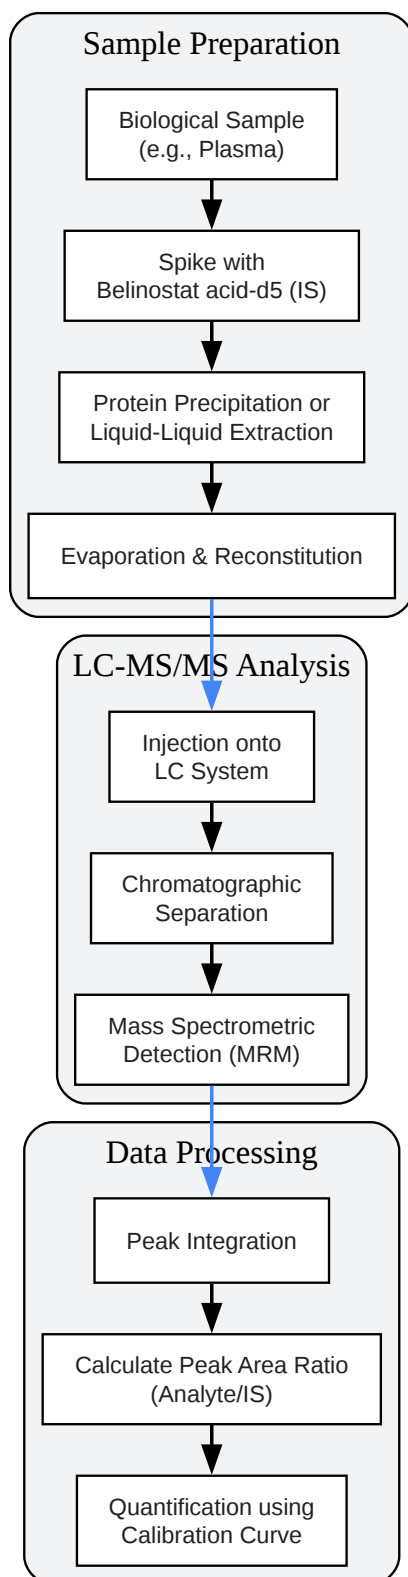 Sample Preparation
Biological Sample
(e.g., Plasma)
Spike with
Belinostat acid-d5 (IS)
Protein Precipitation or
Liquid-Liquid Extraction
Evaporation & Reconstitution
LC-MS/MS Analysis
Injection onto
LC System
Chromatographic
Separation
Mass Spectrometric
Detection (MRM)
Data Processing
Peak Integration
Calculate Peak Area Ratio
(Analyte/IS)
Quantification using
Calibration Curve